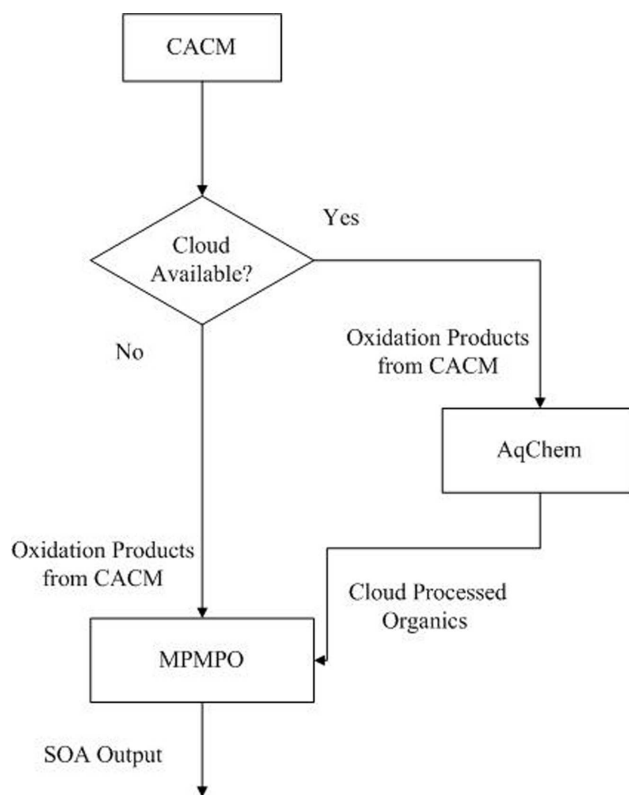 CACM
Yes
Cloud
Available?
No
Oxidation Products
from CACM
AqChem
Oxidation Products
from CACM
Cloud Processed
Organics
MPMPO
SOA Output